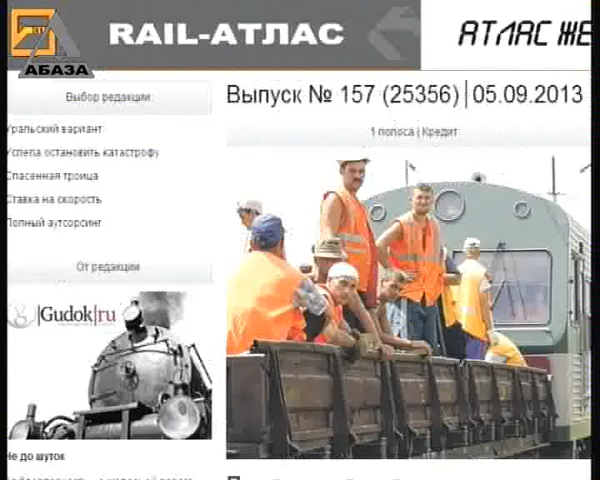 RAIL-АТЛАС
АТЛАС ЖЕ
АБАЗА
Выбор редакции
Выпуск № 157 (25356) | 05.09.2013
Уральский вариант
1 полоса | Кредит
Успела остановить катастрофу
Спасенная троица
Ставка на скорость
Полный аутсорсинг
От редакции
|Gudok|ru
Не до шуток